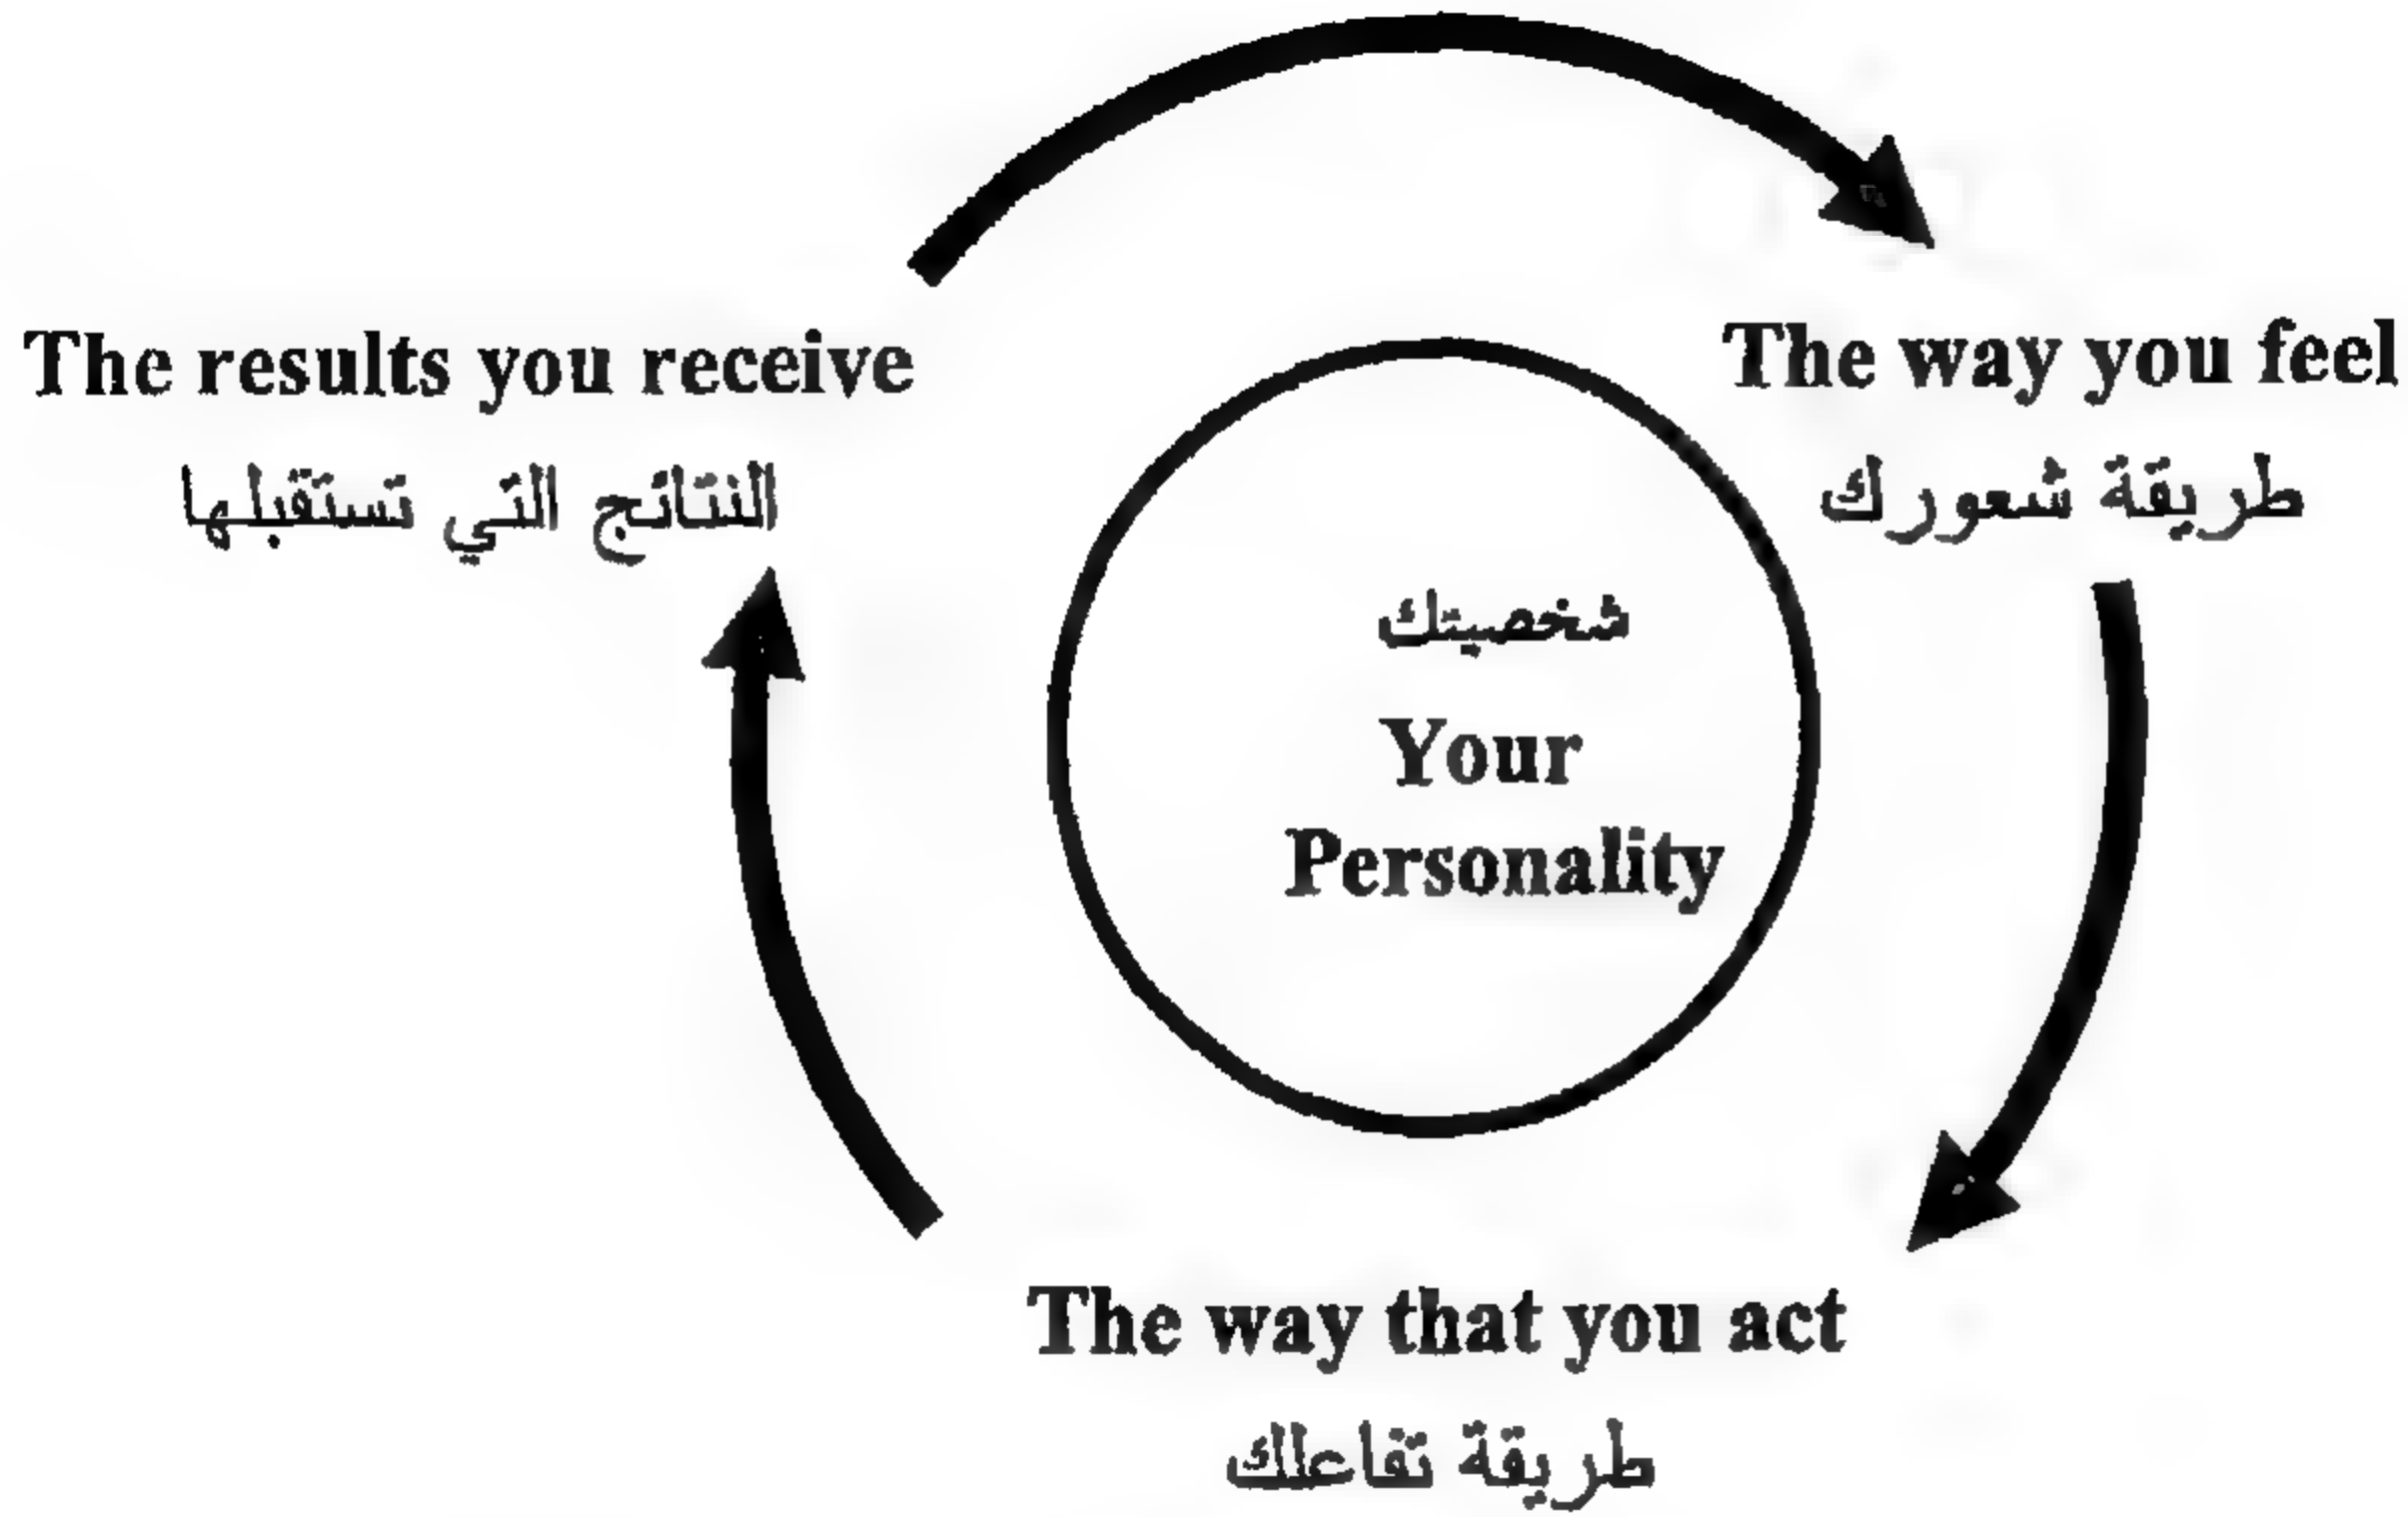 The results you receive
النتائج التي تستقبلها
The way you feel
طريقة شعورك
شخصيتك
Your
Personality
The way that you act
طريقة تفاعلك